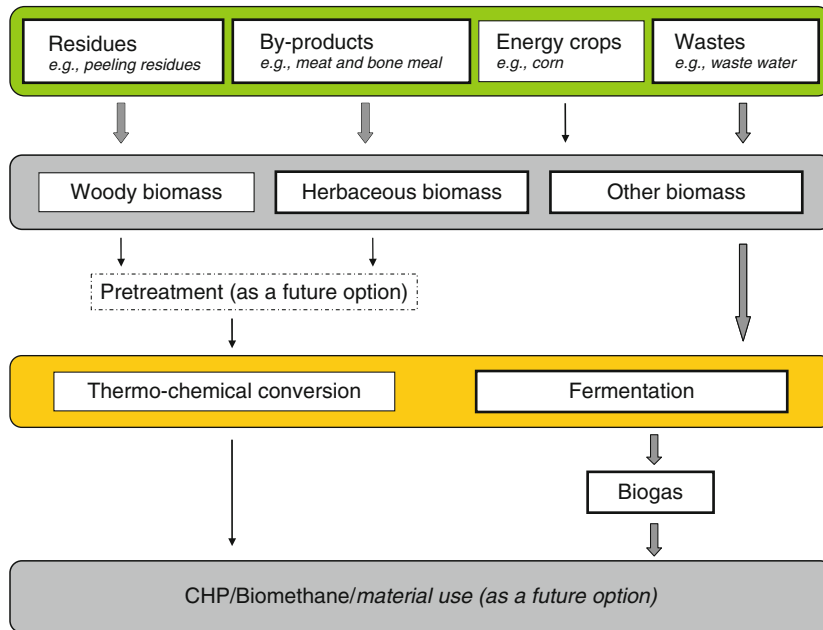 Residues
e.g., peeling residues
By-products
e.g., meat and bone meal
Energy crops
e.g., corn
Wastes
e.g., waste water
Woody biomass
Herbaceous biomass
Other biomass
Pretreatment (as a future option)
Thermo-chemical conversion
Fermentation
Biogas
CHP/Biomethane/material use (as a future option)